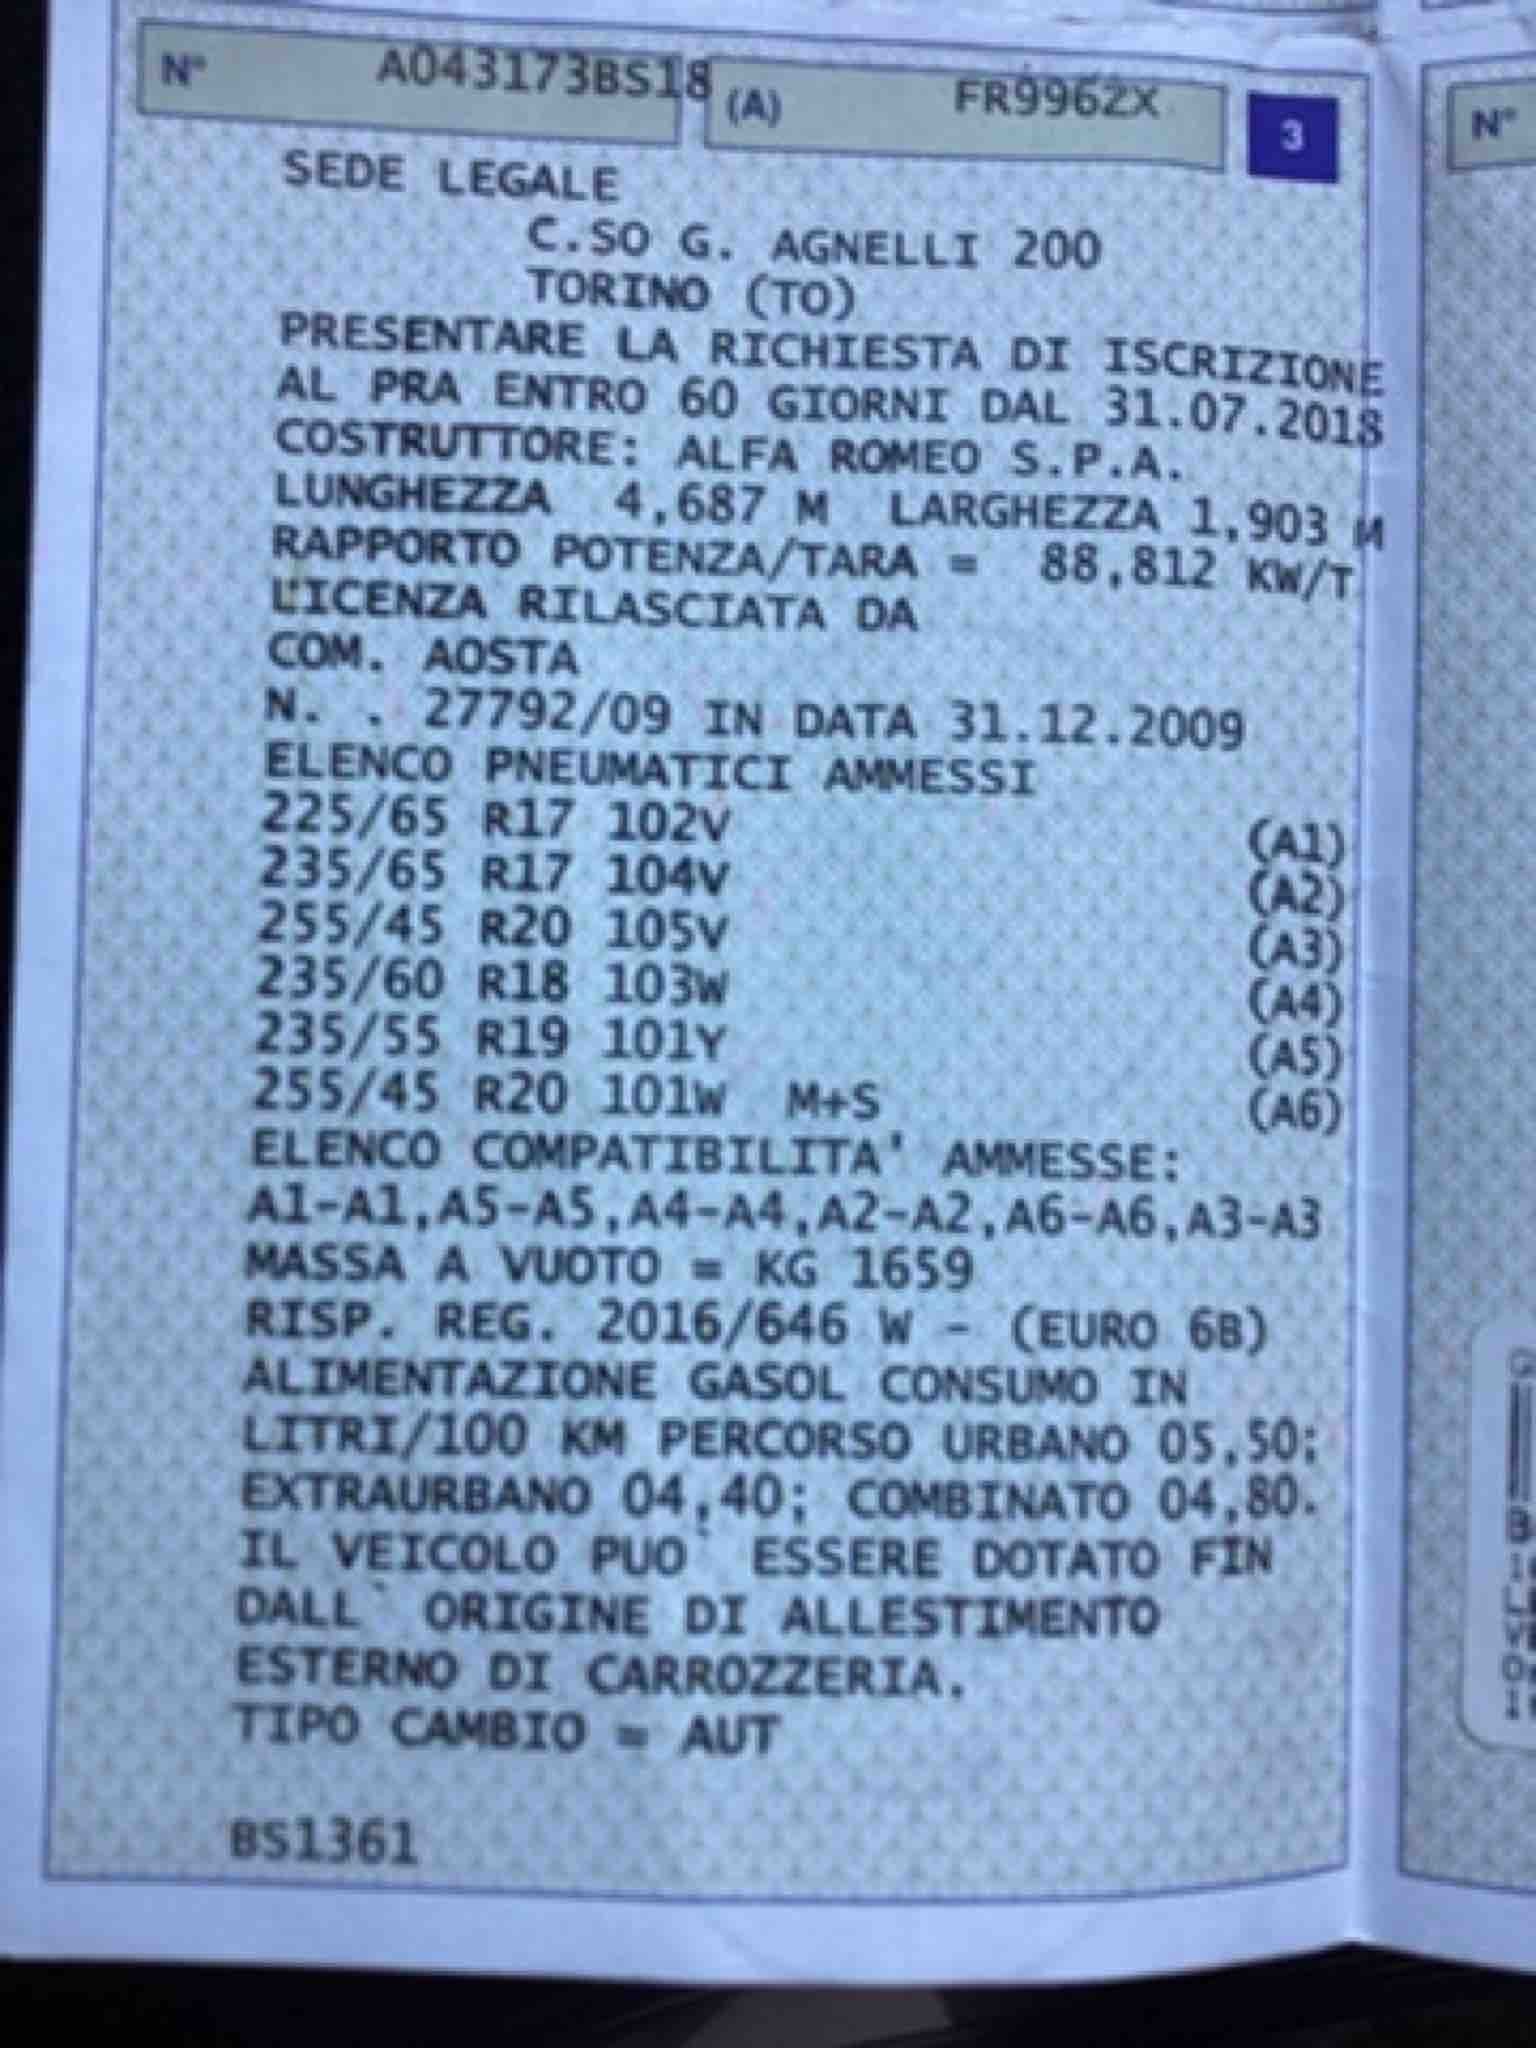 N° A043173BS18 (A) FR996ZX 3
SEDE LEGALE
C.SO G. AGNELLI 200
TORINO (TO)
PRESENTARE LA RICHIESTA DI ISCRIZIONE
AL PRA ENTRO 60 GIORNI DAL 31.07.2018
COSTRUTTORE: ALFA ROMEO S.P.A.
LUNGHEZZA 4,687 M LARGHEZZA 1,903 M
RAPPORTO POTENZA/TARA = 88,812 KW/T
LICENZA RILASCIATA DA
COM. AOSTA
N. . 27792/09 IN DATA 31.12.2009
ELENCO PNEUMATICI AMMESSI
225/65 R17 102V (A1)
235/65 R17 104V (A2)
255/45 R20 105V (A3)
235/60 R18 103W (A4)
235/55 R19 101Y (A5)
255/45 R20 101W M+S (A6)
ELENCO COMPATIBILITA' AMMESSE:
A1-A1,A5-A5,A4-A4,A2-A2,A6-A6,A3-A3
MASSA A VUOTO = KG 1659
RISP. REG. 2016/646 W - (EURO 6B)
ALIMENTAZIONE GASOL CONSUMO IN
LITRI/100 KM PERCORSO URBANO 05,50;
EXTRAURBANO 04,40; COMBINATO 04,80.
IL VEICOLO PUO` ESSERE DOTATO FIN
DALL` ORIGINE DI ALLESTIMENTO
ESTERNO DI CARROZZERIA.
TIPO CAMBIO = AUT
BS1361
N°